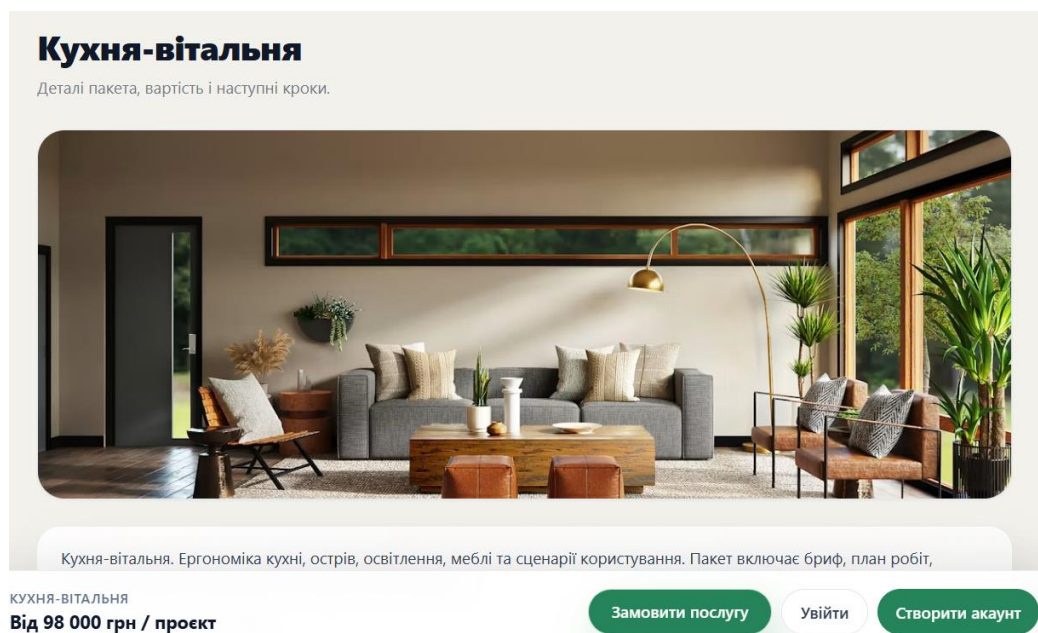 Кухня-вітальня
Деталі пакета, вартість і наступні кроки.
Кухня-вітальня. Ергономіка кухні, острів, освітлення, меблі та сценарії користування. Пакет включає бриф, план робіт,
КУХНЯ-ВІТАЛЬНЯ
Від 98 000 грн / проєкт
Замовити послугу
Увійти
Створити акаунт